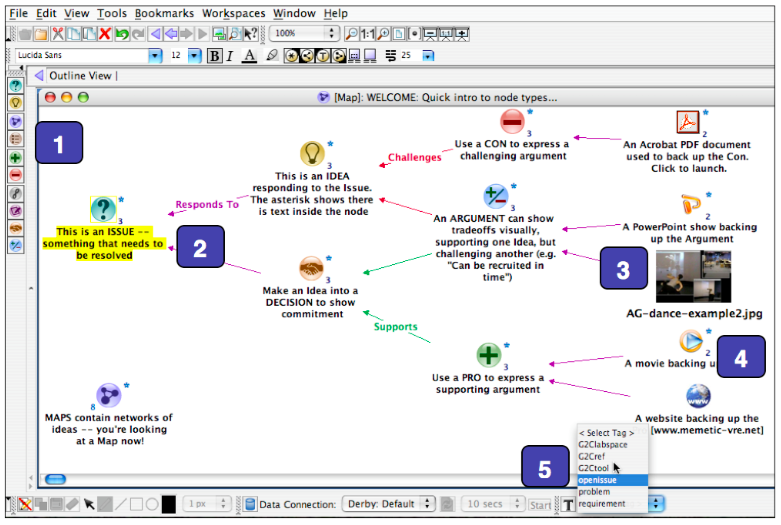 File Edit View Tools Bookmarks Workspaces Window Help
100%
1:1
Lucida Sans 12 B I A 25
Outline View |
[Map]: WELCOME: Quick intro to node types...
1
3
Use a CON to express a
challenging argument
2
An Acrobat PDF document
used to back up the Con.
Click to launch.
Challenges
3
This is an IDEA
responding to the Issue.
The asterisk shows there
is text inside the node
Responds To
?
3
This is an ISSUE --
something that needs to
be resolved
2
3
An ARGUMENT can show
tradeoffs visually,
supporting one Idea, but
challenging another (e.g.
"Can be recruited in
time")
2
A PowerPoint show backing
up the Argument
3
AG-dance-example2.jpg
3
Make an Idea into a
DECISION to show
commitment
Supports
3
Use a PRO to express a
supporting argument
2
A movie backing u
4
www
A website backing up the
[www.memetic-vre.net]
8
MAPS contain networks of
ideas -- you're looking
at a Map now!
5
< Select Tag >
G2Clabspace
G2Cref
G2Ctool
openissue
problem
requirement
1 px Data Connection: Derby: Default 10 secs Start T